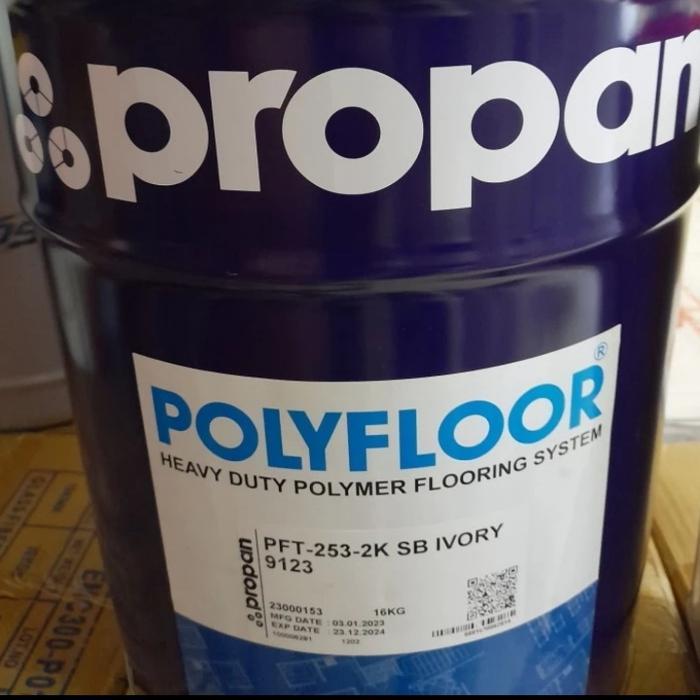 propan
POLYFLOOR®
HEAVY DUTY POLYMER FLOORING SYSTEM
propan
PFT-253-2K SB IVORY
9123
23000153 16KG
MFG DATE : 03.01.2023
EXP DATE : 23.12.2024
1202